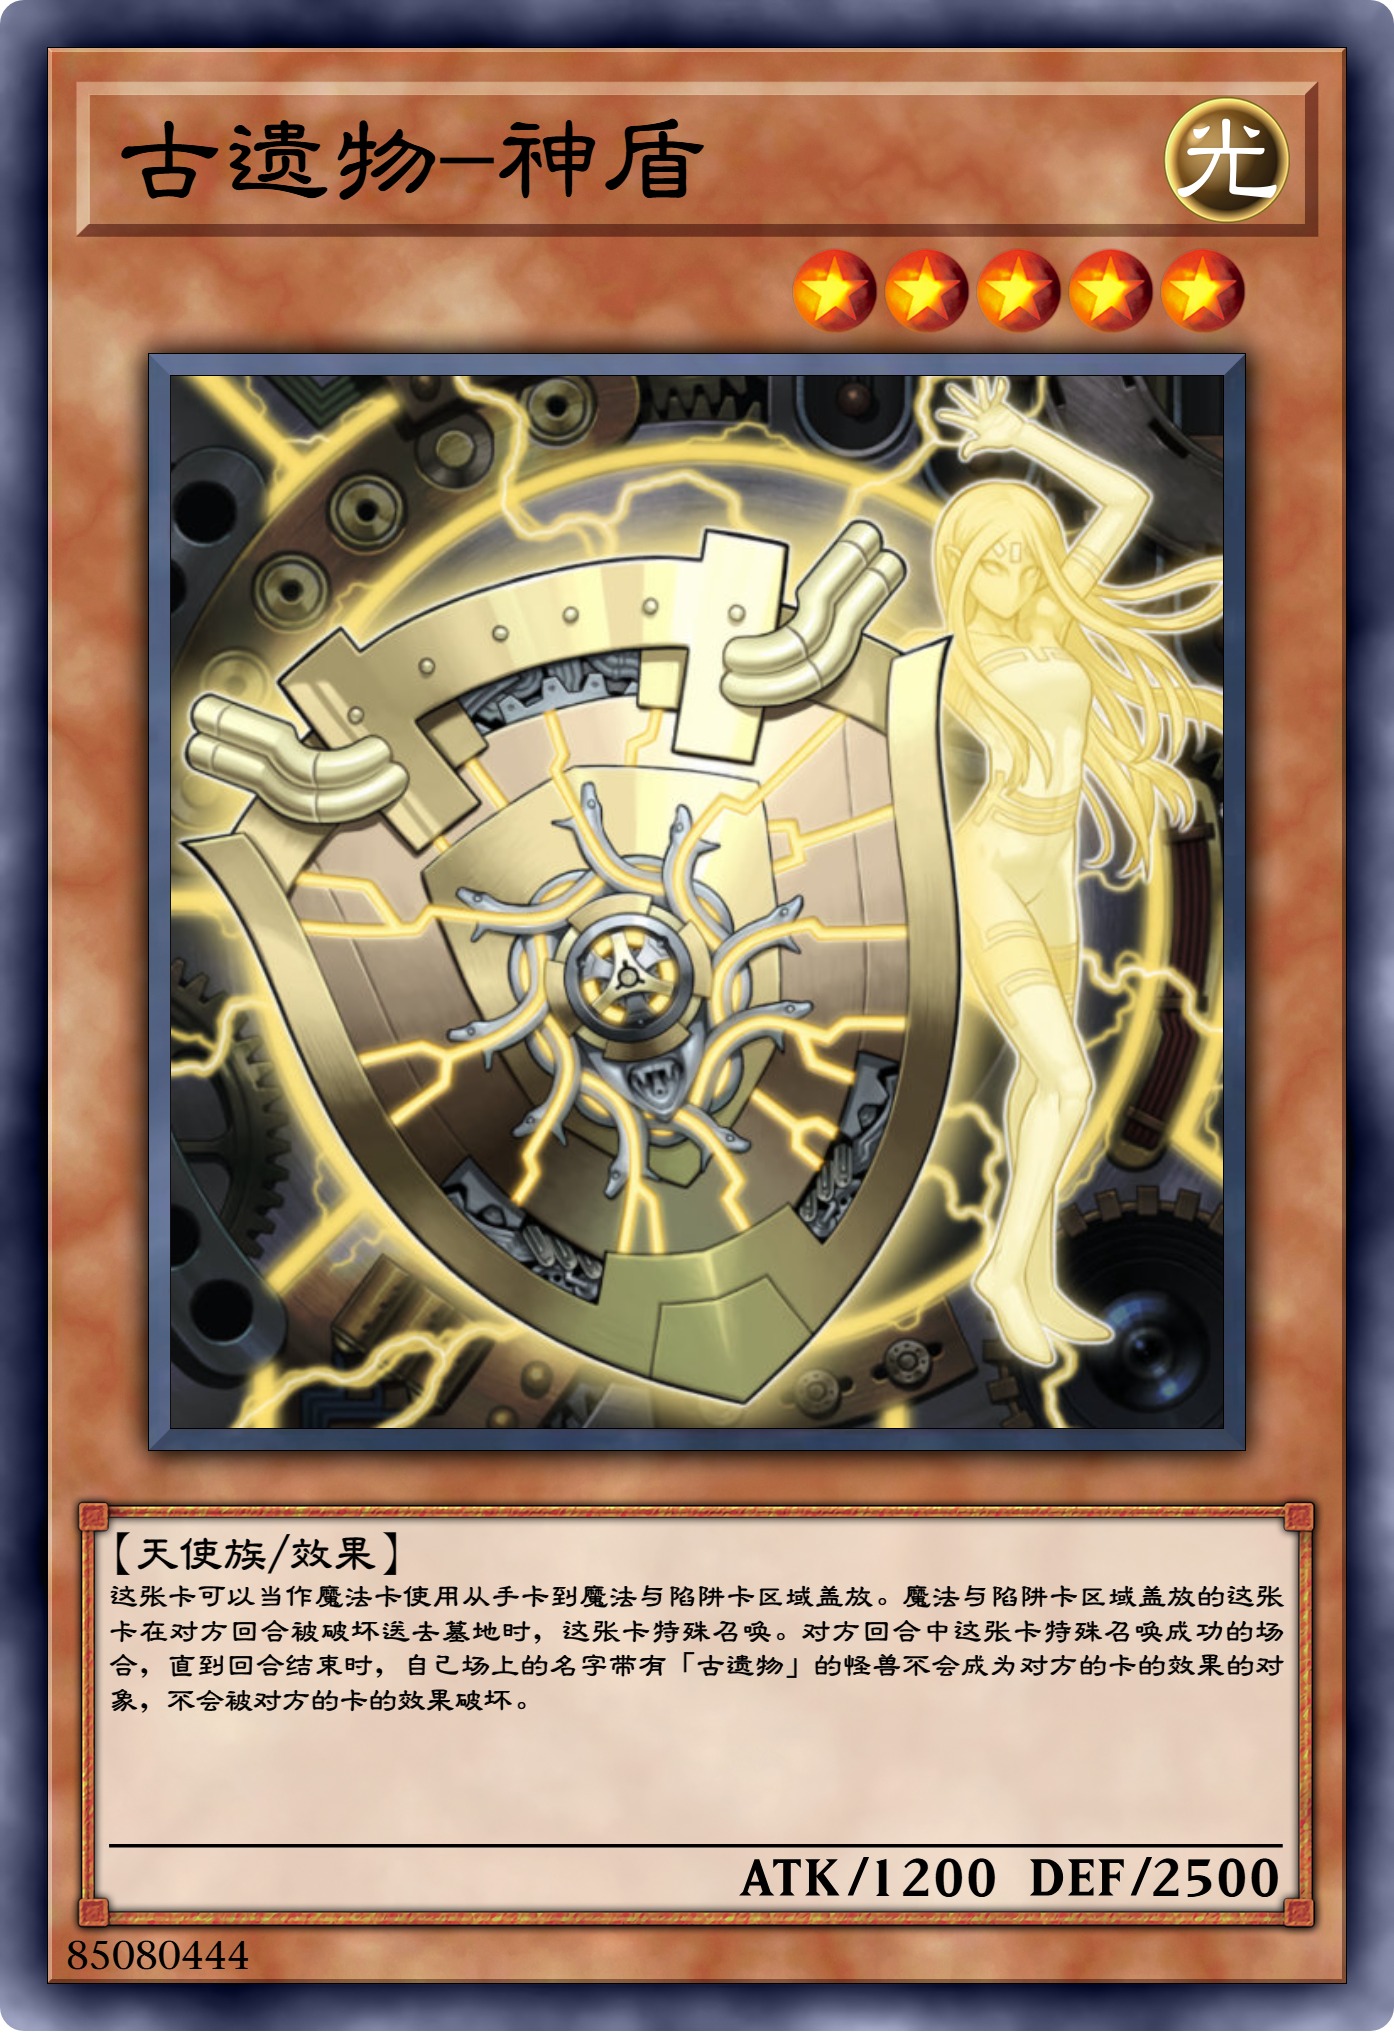 古遗物-神盾
光
【天使族/效果】
这张卡可以当作魔法卡使用从手卡到魔法与陷阱卡区域盖放。魔法与陷阱卡区域盖放的这张
卡在对方回合被破坏送去墓地时，这张卡特殊召唤。对方回合中这张卡特殊召唤成功的场
合，直到回合结束时，自己场上的名字带有「古遗物」的怪兽不会成为对方的卡的效果的对
象，不会被对方的卡的效果破坏。
ATK/1200 DEF/2500
85080444